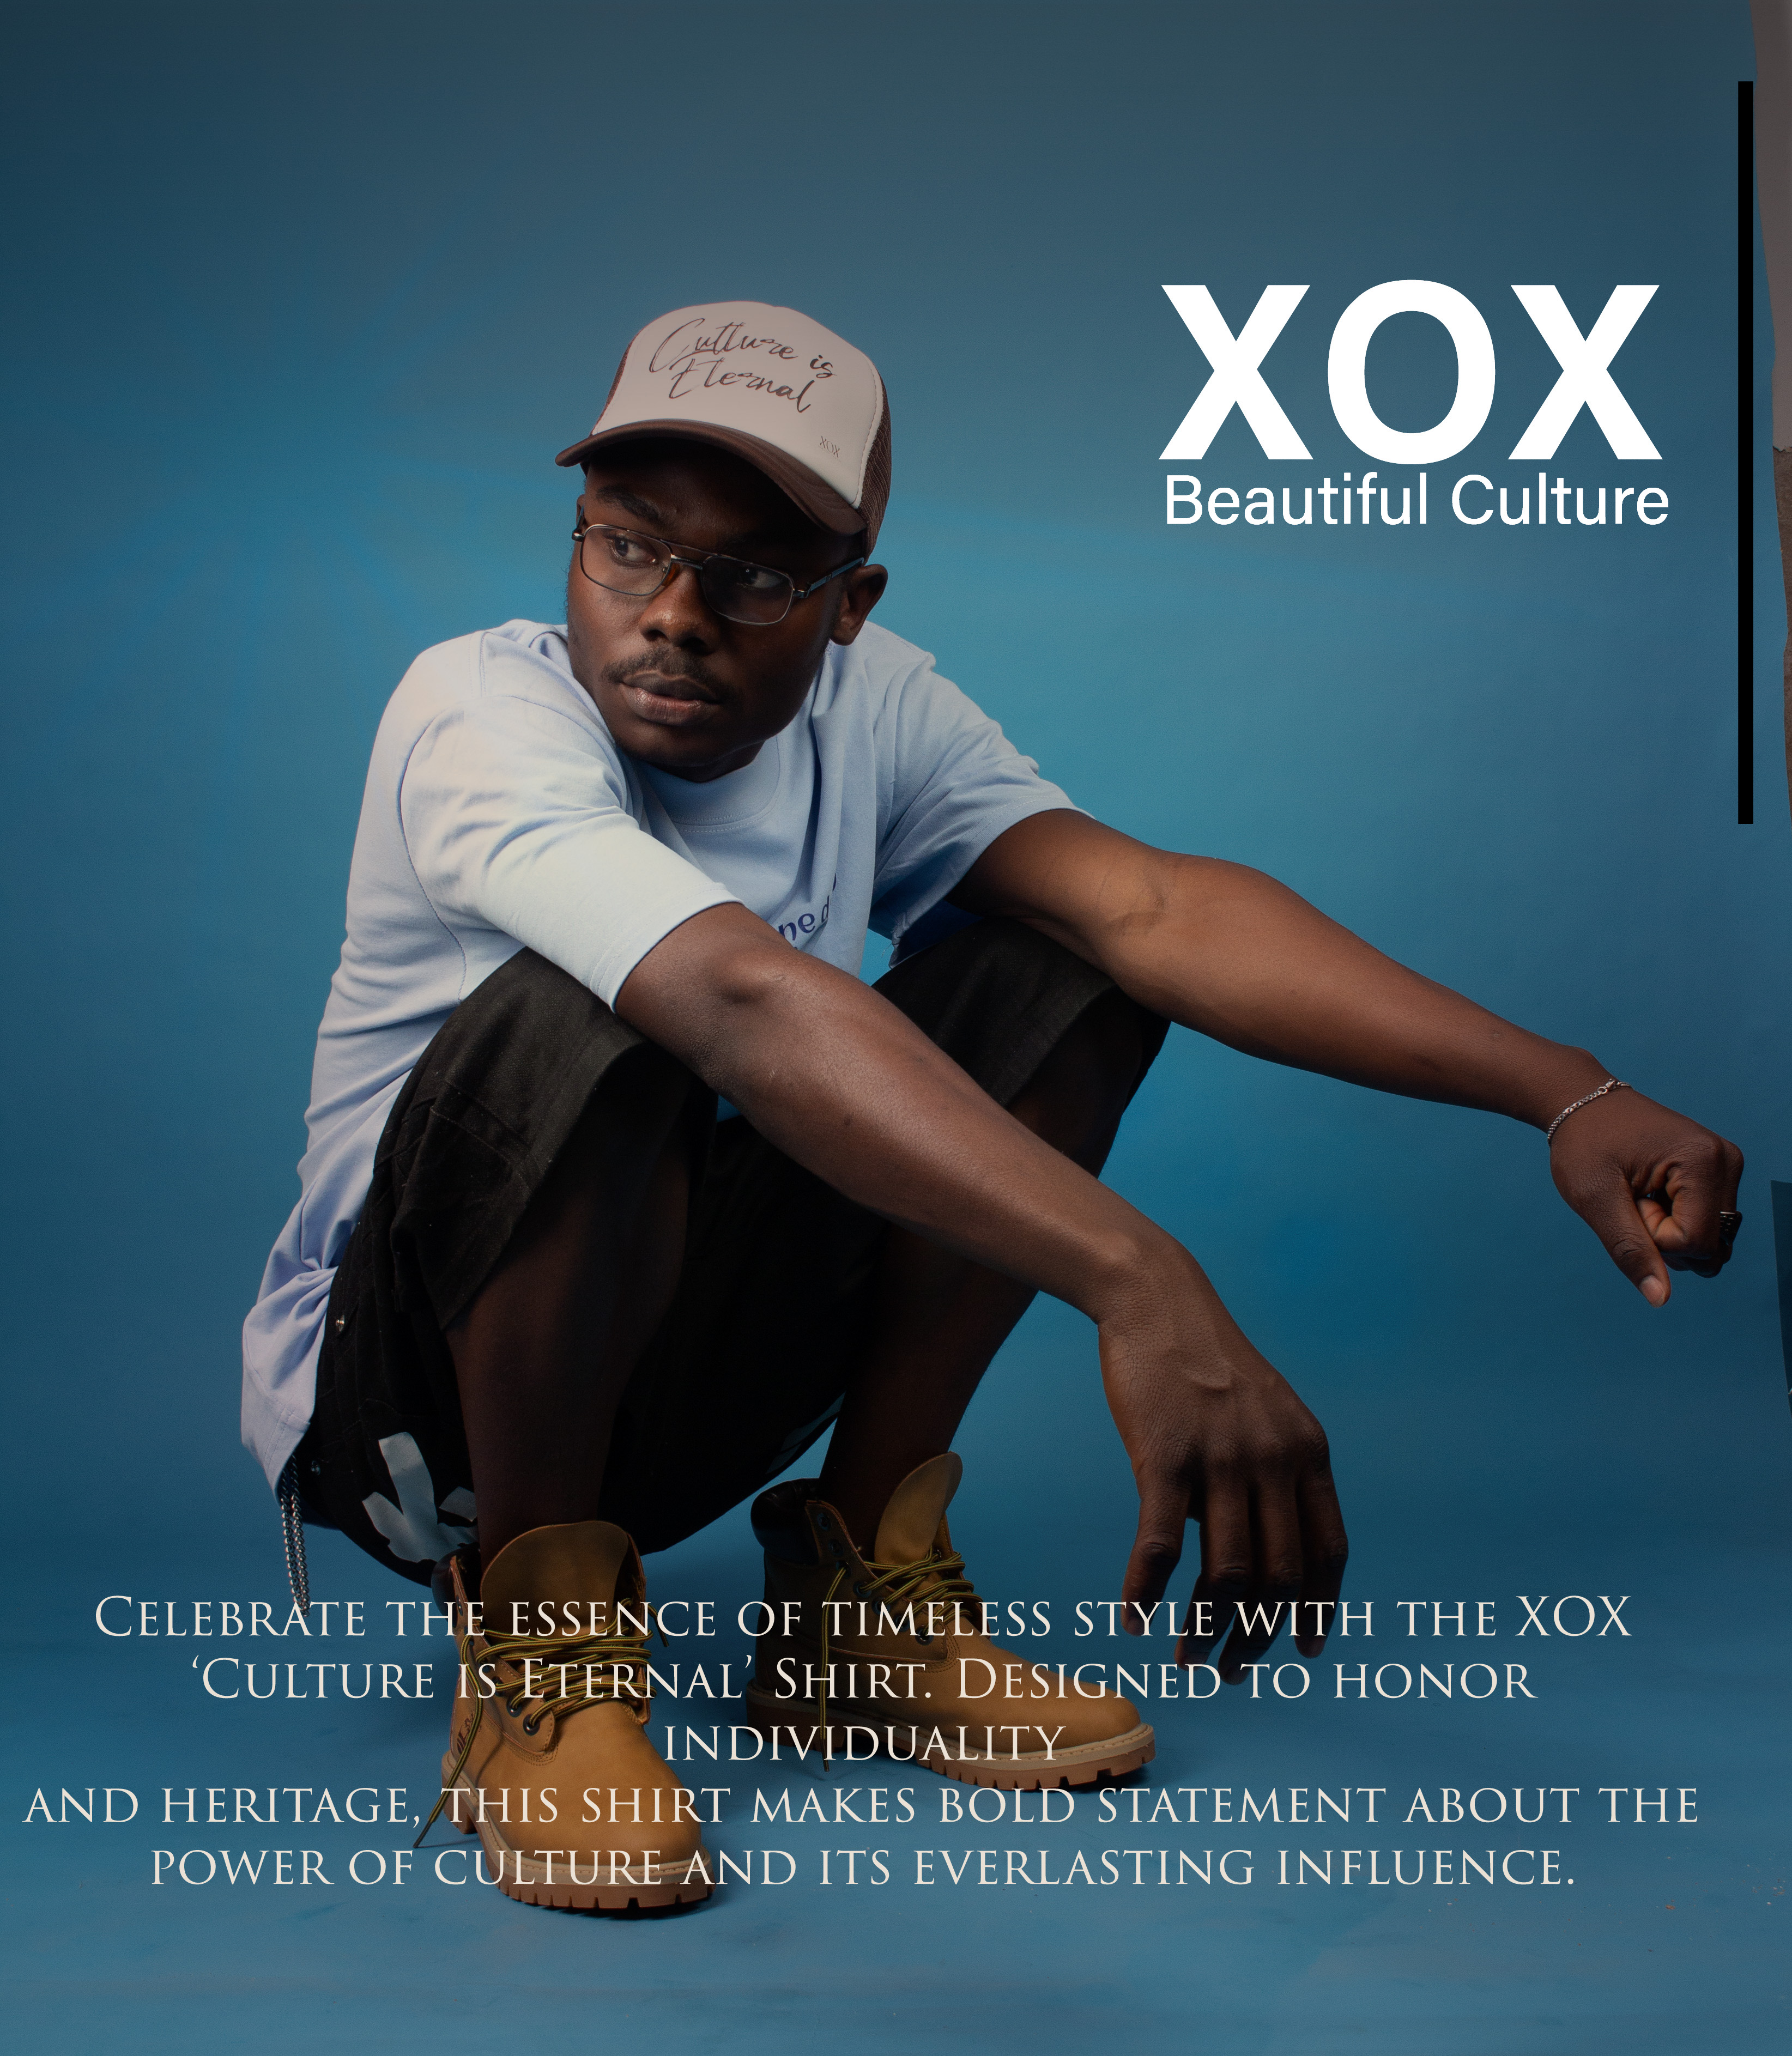 Culture is
Eternal
XOX
XOX
Beautiful Culture
Celebrate the essence of timeless style with the XOX
‘Culture is Eternal’ Shirt. Designed to honor
individuality
and heritage, this shirt makes bold statement about the
power of culture and its everlasting influence.